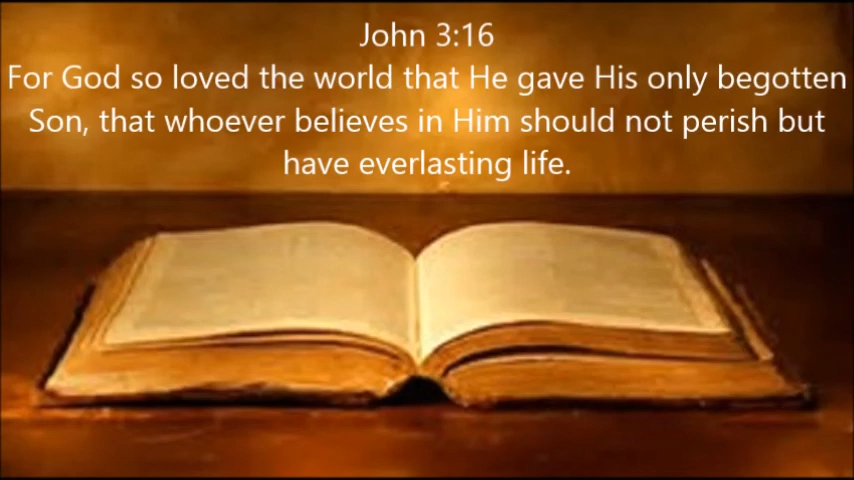 John 3:16
For God so loved the world that He gave His only begotten
Son, that whoever believes in Him should not perish but
have everlasting life.